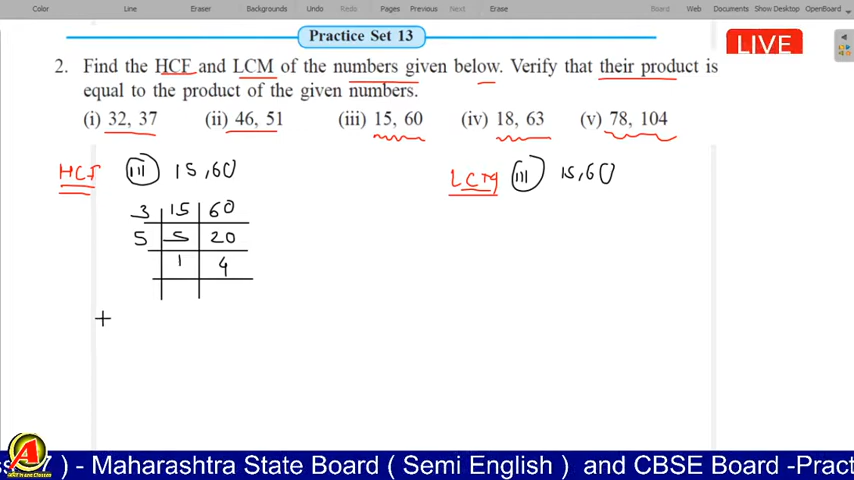 Color Line Eraser Backgrounds Undo Redo Pages Previous Next Erase Board Web Documents Show Desktop OpenBoard
Practice Set 13
LIVE
2. Find the HCF and LCM of the numbers given below. Verify that their product is
equal to the product of the given numbers.
(i) 32, 37 (ii) 46, 51 (iii) 15, 60 (iv) 18, 63 (v) 78, 104
HCF (iii) 15,60
3 15 60
5 5 20
1 4
LCM (iii) 15,60
7 ) - Maharashtra State Board ( Semi English ) and CBSE Board -Pract